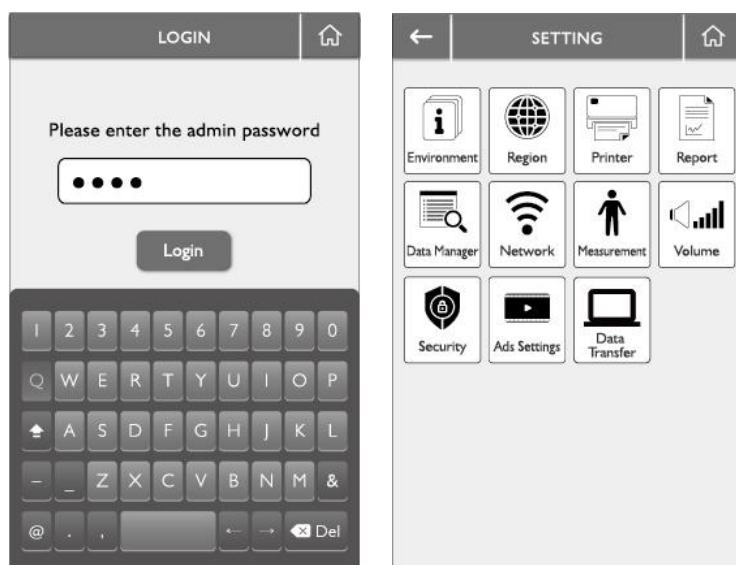 LOGIN
Please enter the admin password
Login
1 2 3 4 5 6 7 8 9 0
Q W E R T Y U I O P
A S D F G H J K L
– _ Z X C V B N M &
@ . , ← → Del
← SETTING
Environment Region Printer Report
Data Manager Network Measurement Volume
Security Ads Settings Data
Transfer